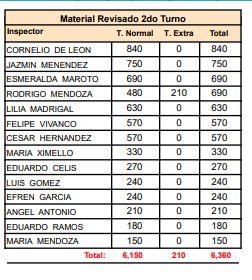 Material Revisado 2do Turno
Inspector T. Normal T. Extra Total
CORNELIO DE LEON 840 0 840
JAZMIN MENENDEZ 750 0 750
ESMERALDA MAROTO 690 0 690
RODRIGO MENDOZA 480 210 690
LILIA MADRIGAL 630 0 630
FELIPE VIVANCO 570 0 570
CESAR HERNANDEZ 570 0 570
MARIA XIMELLO 330 0 330
EDUARDO CELIS 270 0 270
LUIS GOMEZ 240 0 240
EFREN GARCIA 240 0 240
ANGEL ANTONIO 210 0 210
EDUARDO RAMOS 180 0 180
MARIA MENDOZA 150 0 150
Total: 6,150 210 6,360